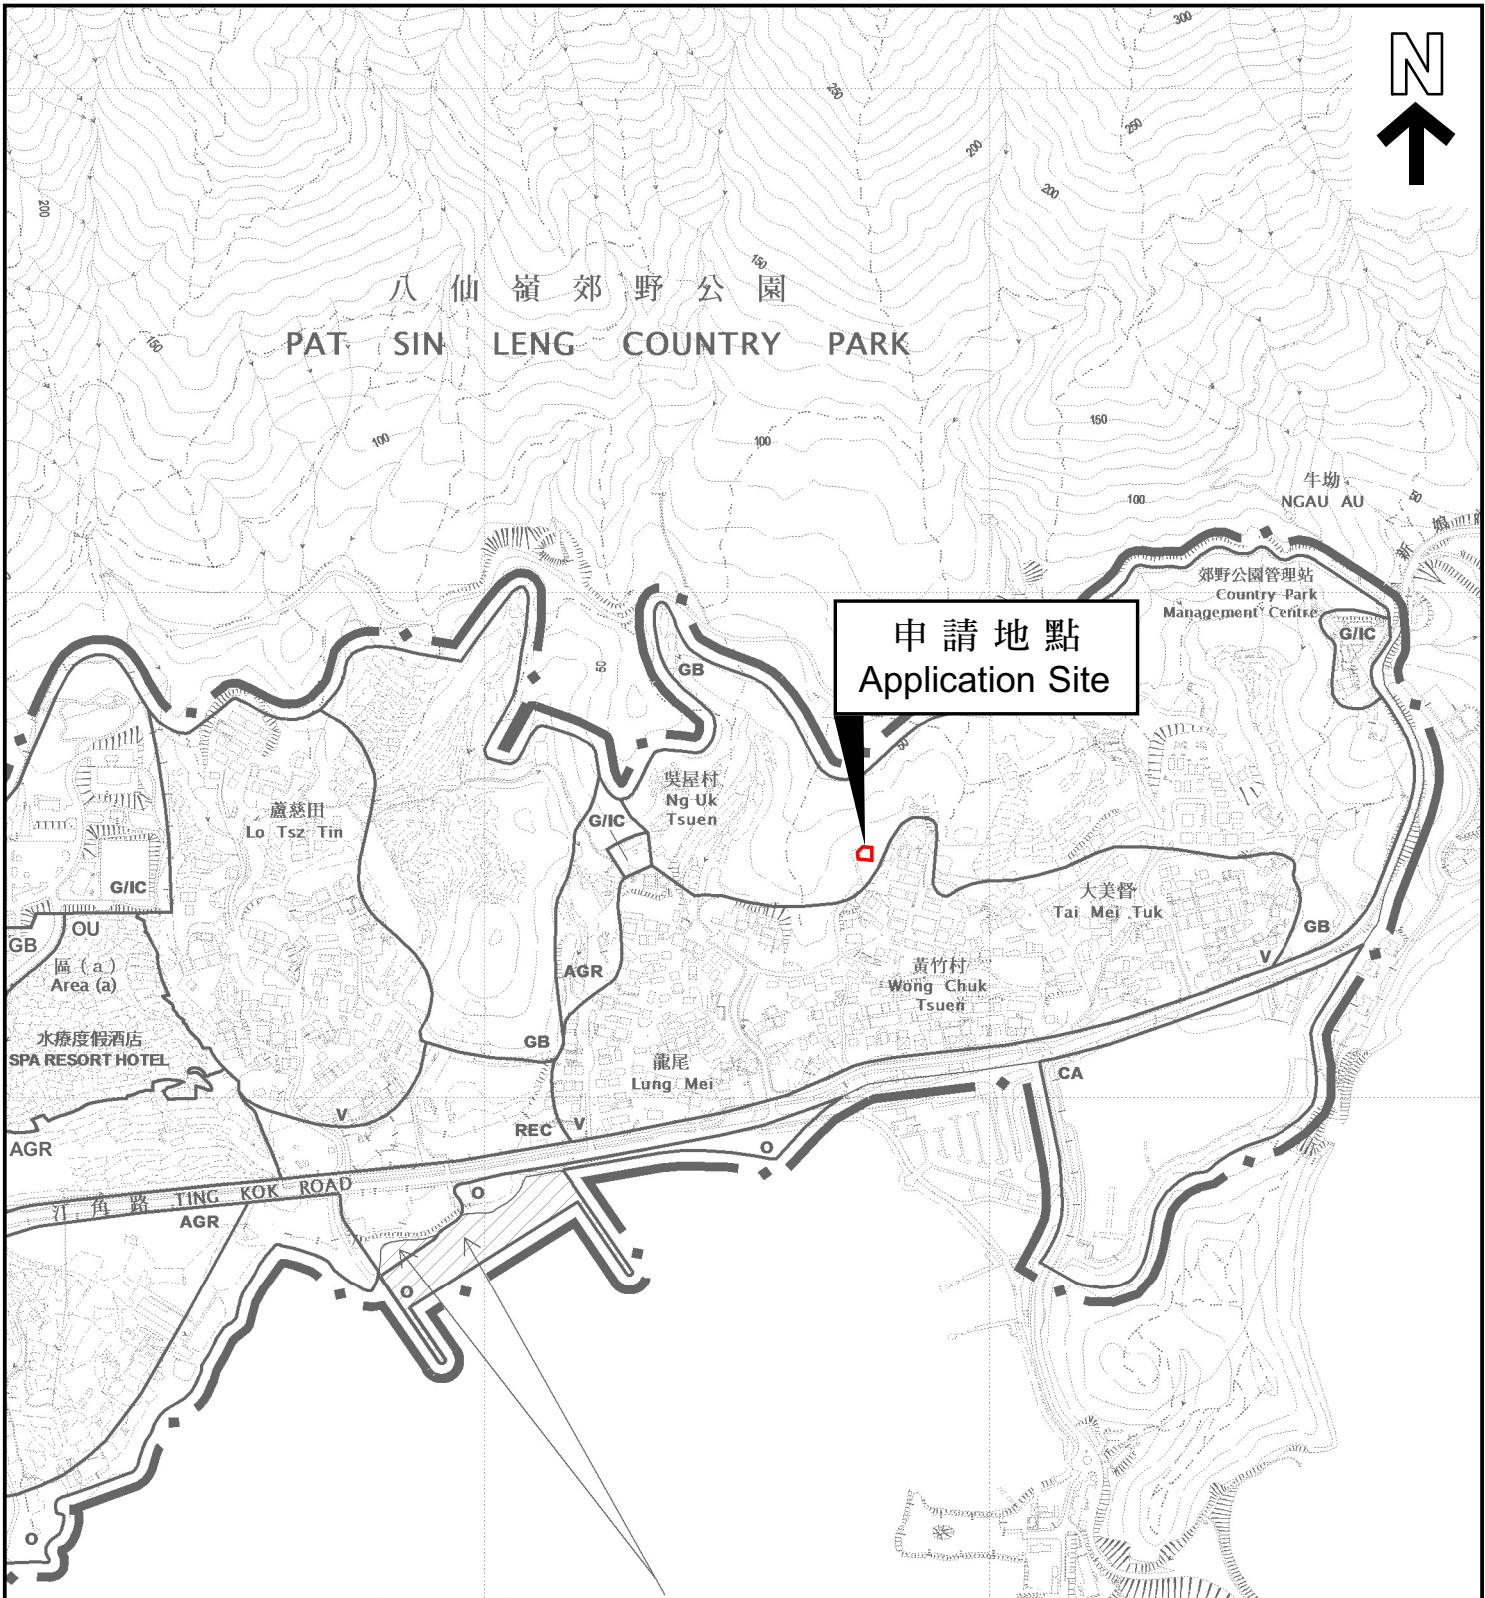 300
N
250
250
200
200
200
150
八仙嶺郊野公園
PAT SIN LENG COUNTRY PARK
150
100
100
150
牛坳
NGAU AU
100
50
新娘
郊野公園管理站
Country Park
Management Centre
G/IC
申請地點
Application Site
50
GB
50
吳屋村
Ng Uk
Tsuen
蘆慈田
Lo Tsz Tin
G/IC
G/IC
大美督
Tai Mei Tuk
GB
OU
GB
區 (a)
Area (a)
AGR
黃竹村
Wong Chuk
Tsuen
V
水療度假酒店
SPA RESORT HOTEL
GB
龍尾
Lung Mei
CA
V
REC
V
AGR
O
汀角路 TING KOK ROAD
O
AGR
O
O